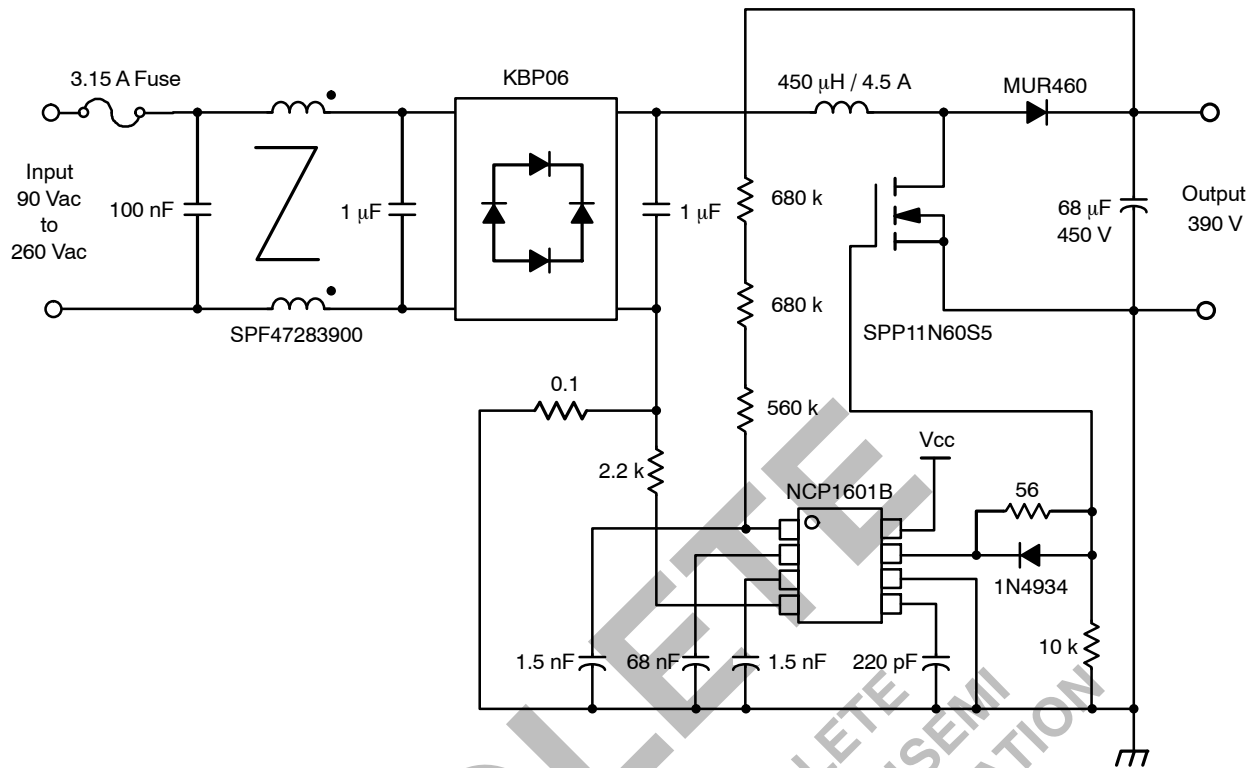 3.15 A Fuse
KBP06
450 μH / 4.5 A
MUR460
Input
90 Vac
to
260 Vac
100 nF
1 μF
1 μF
680 k
68 μF
450 V
Output
390 V
680 k
SPP11N60S5
SPF47283900
0.1
560 k
2.2 k
Vcc
NCP1601B
56
1N4934
1.5 nF
68 nF
1.5 nF
220 pF
10 k